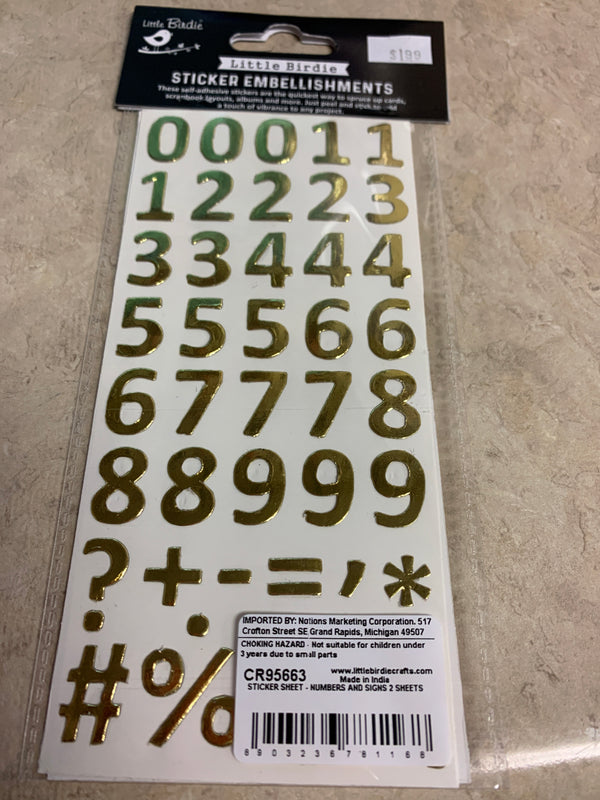 Little Birdie
$1.99
Little Birdie
STICKER EMBELLISHMENTS
These self-adhesive stickers are the quickest way to spruce up cards,
scrapbook layouts, albums and more. Just peel and stick to add
a touch of vibrance to any project.
0 0 0 1 1
1 2 2 2 3
3 3 4 4 4
5 5 5 6 6
6 7 7 7 8
8 8 9 9 9
? + - = , *
# %
IMPORTED BY: Notions Marketing Corporation. 517
Crofton Street SE Grand Rapids, Michigan 49507
CHOKING HAZARD - Not suitable for children under
3 years due to small parts
CR95663
www.littlebirdiecrafts.com
Made in India
STICKER SHEET - NUMBERS AND SIGNS 2 SHEETS
8 903236 781168